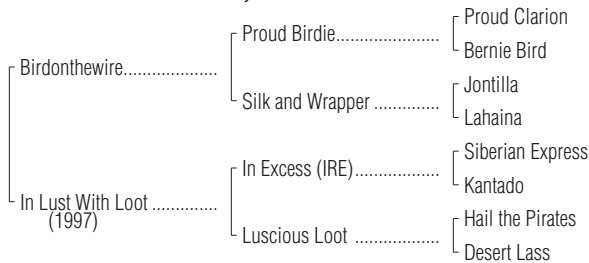 Proud Clarion
Proud Birdie......................
Bernie Bird
Birdonthewire....................
Jontilla
Silk and Wrapper ..............
Lahaina
Siberian Express
In Excess (IRE)..................
Kantado
In Lust With Loot ..............
(1997)
Hail the Pirates
Luscious Loot ..................
Desert Lass